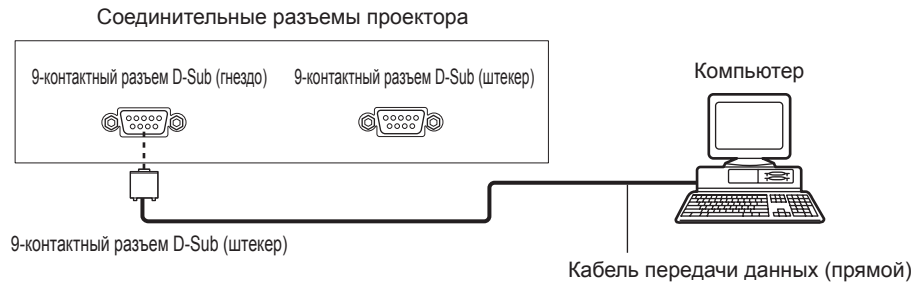 Соединительные разъемы проектора
9-контактный разъем D-Sub (гнездо)
9-контактный разъем D-Sub (штекер)
Компьютер
9-контактный разъем D-Sub (штекер)
Кабель передачи данных (прямой)